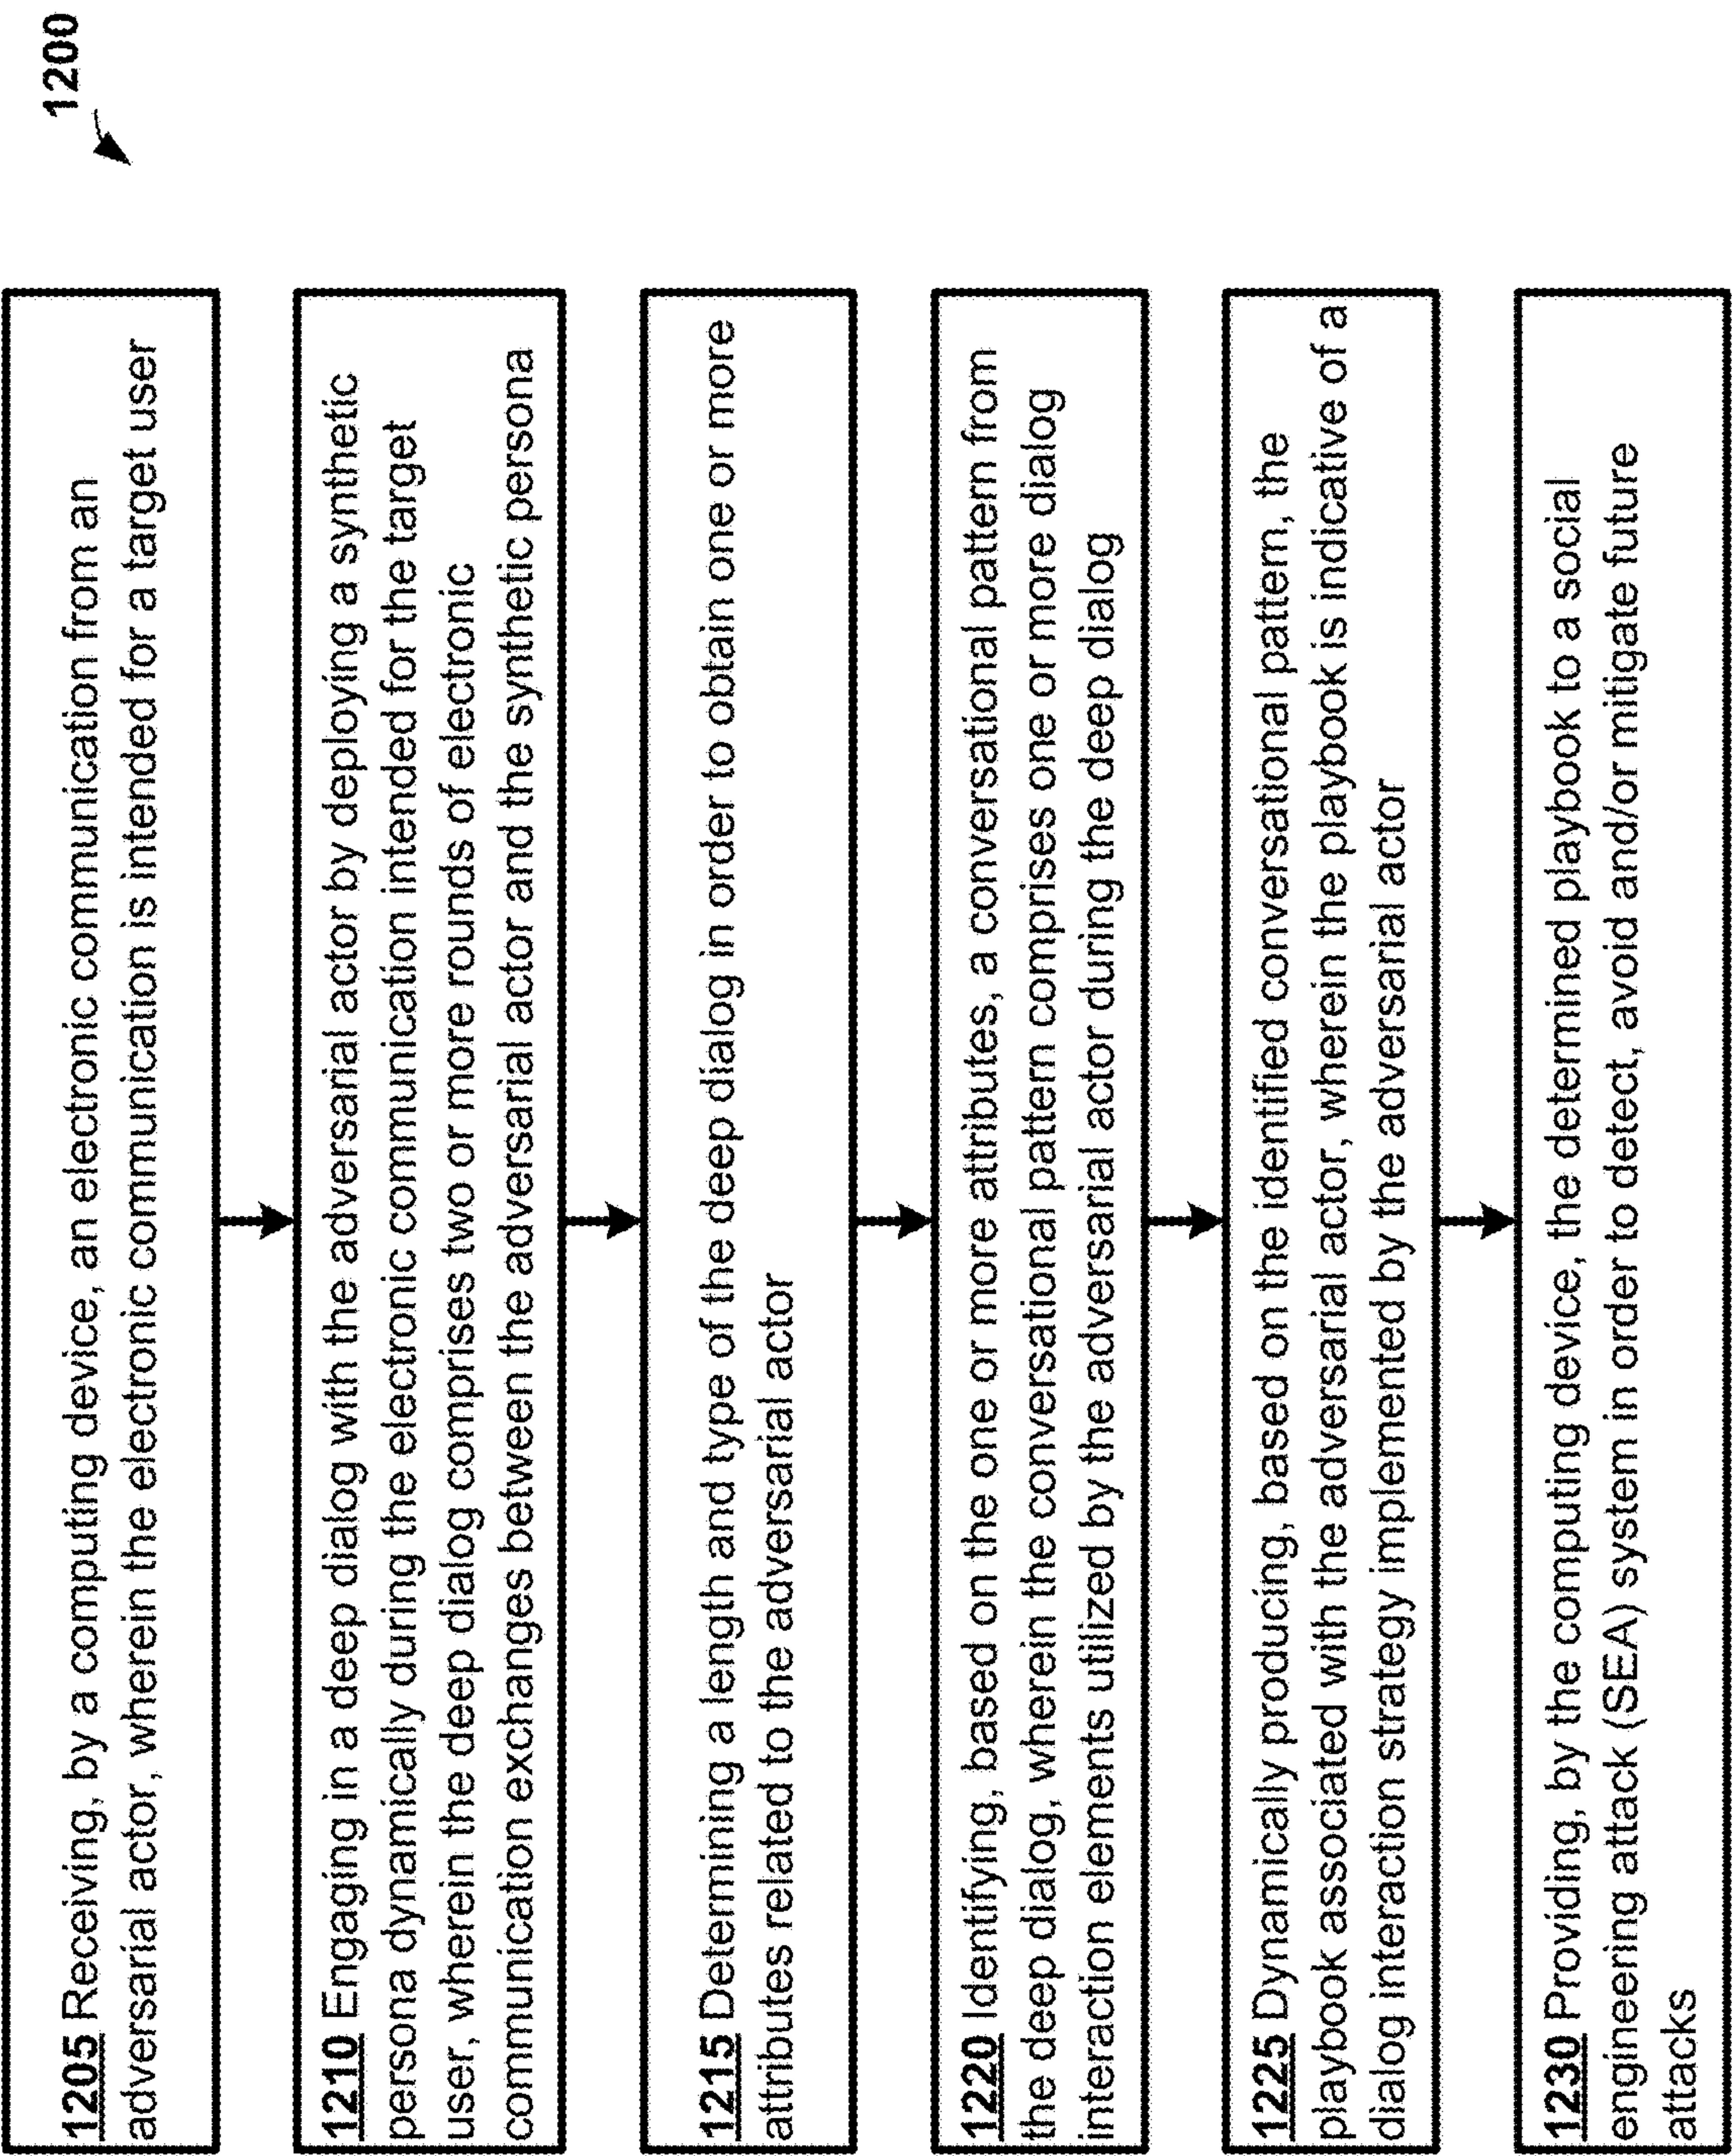 1200
1205 Receiving, by a computing device, an electronic communication from an
adversarial actor, wherein the electronic communication is intended for a target user
1210 Engaging in a deep dialog with the adversarial actor by deploying a synthetic
persona dynamically during the electronic communication intended for the target
user, wherein the deep dialog comprises two or more rounds of electronic
communication exchanges between the adversarial actor and the synthetic persona
1215 Determining a length and type of the deep dialog in order to obtain one or more
attributes related to the adversarial actor
1220 Identifying, based on the one or more attributes, a conversational pattern from
the deep dialog, wherein the conversational pattern comprises one or more dialog
interaction elements utilized by the adversarial actor during the deep dialog
1225 Dynamically producing, based on the identified conversational pattern, the
playbook associated with the adversarial actor, wherein the playbook is indicative of a
dialog interaction strategy implemented by the adversarial actor
1230 Providing, by the computing device, the determined playbook to a social
engineering attack (SEA) system in order to detect, avoid and/or mitigate future
attacks